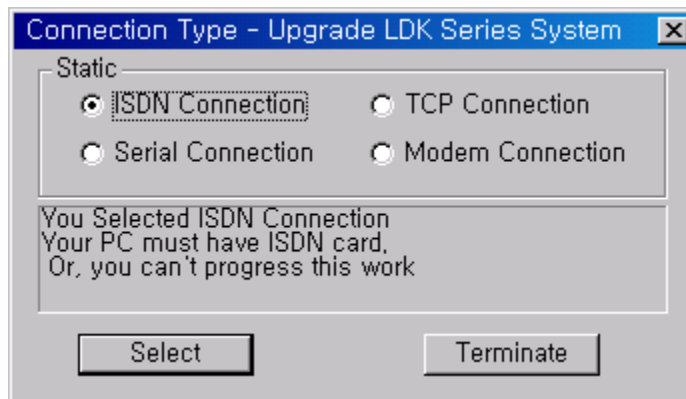 Connection Type - Upgrade LDK Series System
Static
ISDN Connection TCP Connection
Serial Connection Modem Connection
You Selected ISDN Connection
Your PC must have ISDN card,
Or, you can't progress this work
Select Terminate